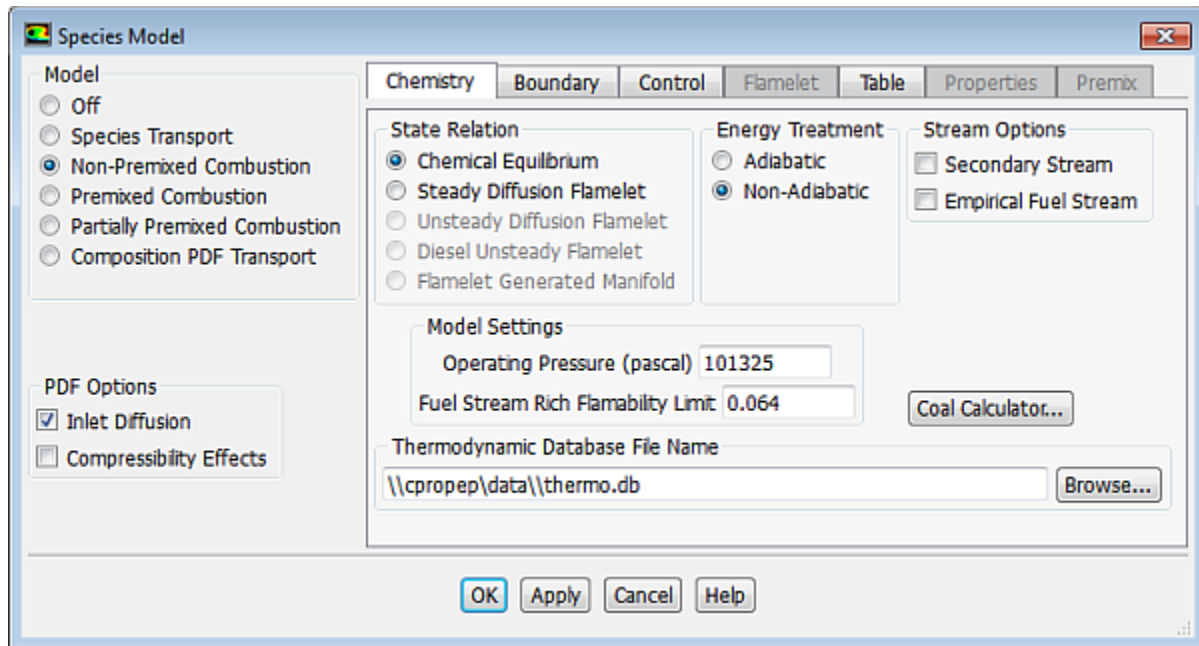 Species Model
Model
Off
Species Transport
Non-Premixed Combustion
Premixed Combustion
Partially Premixed Combustion
Composition PDF Transport
PDF Options
Inlet Diffusion
Compressibility Effects
Chemistry Boundary Control Flamelet Table Properties Premix
State Relation
Chemical Equilibrium
Steady Diffusion Flamelet
Unsteady Diffusion Flamelet
Diesel Unsteady Flamelet
Flamelet Generated Manifold
Energy Treatment
Adiabatic
Non-Adiabatic
Stream Options
Secondary Stream
Empirical Fuel Stream
Model Settings
Operating Pressure (pascal) 101325
Fuel Stream Rich Flamability Limit 0.064
Coal Calculator...
Thermodynamic Database File Name
\\cpropep\data\\thermo.db Browse...
OK Apply Cancel Help